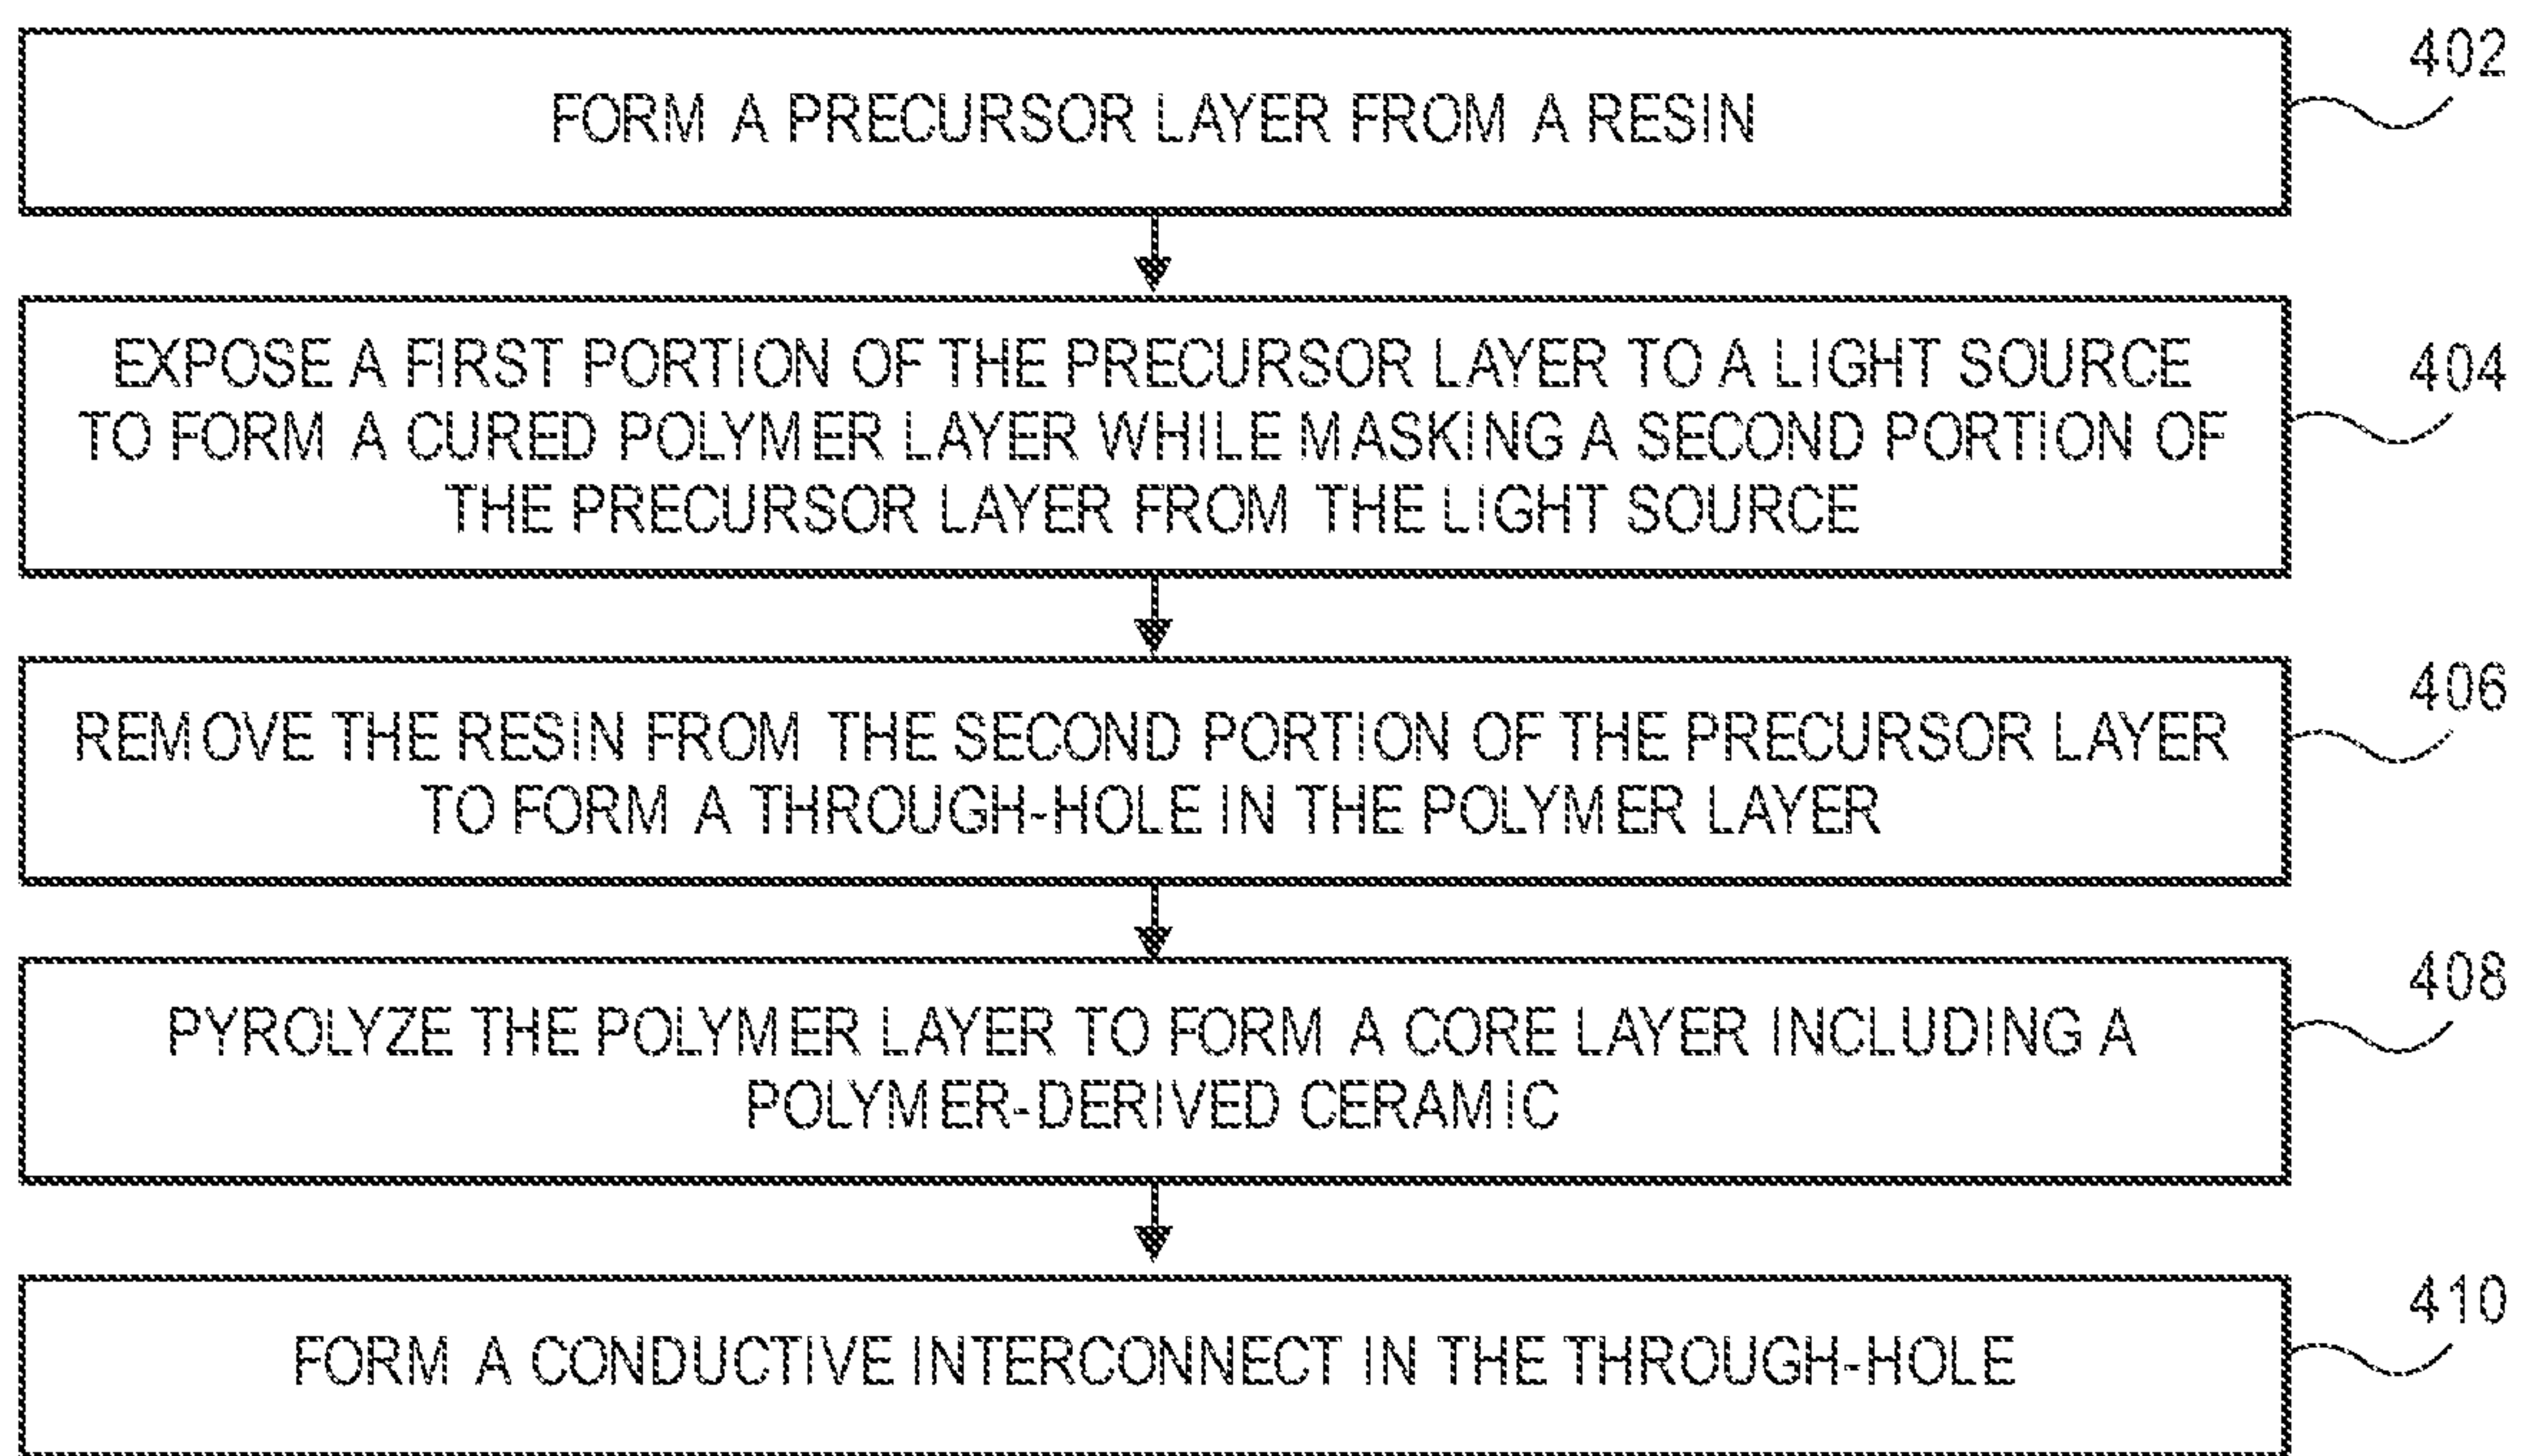 FORM A PRECURSOR LAYER FROM A RESIN
402
EXPOSE A FIRST PORTION OF THE PRECURSOR LAYER TO A LIGHT SOURCE
TO FORM A CURED POLYMER LAYER WHILE MASKING A SECOND PORTION OF
THE PRECURSOR LAYER FROM THE LIGHT SOURCE
404
REMOVE THE RESIN FROM THE SECOND PORTION OF THE PRECURSOR LAYER
TO FORM A THROUGH-HOLE IN THE POLYMER LAYER
406
PYROLYZE THE POLYMER LAYER TO FORM A CORE LAYER INCLUDING A
POLYMER-DERIVED CERAMIC
408
FORM A CONDUCTIVE INTERCONNECT IN THE THROUGH-HOLE
410